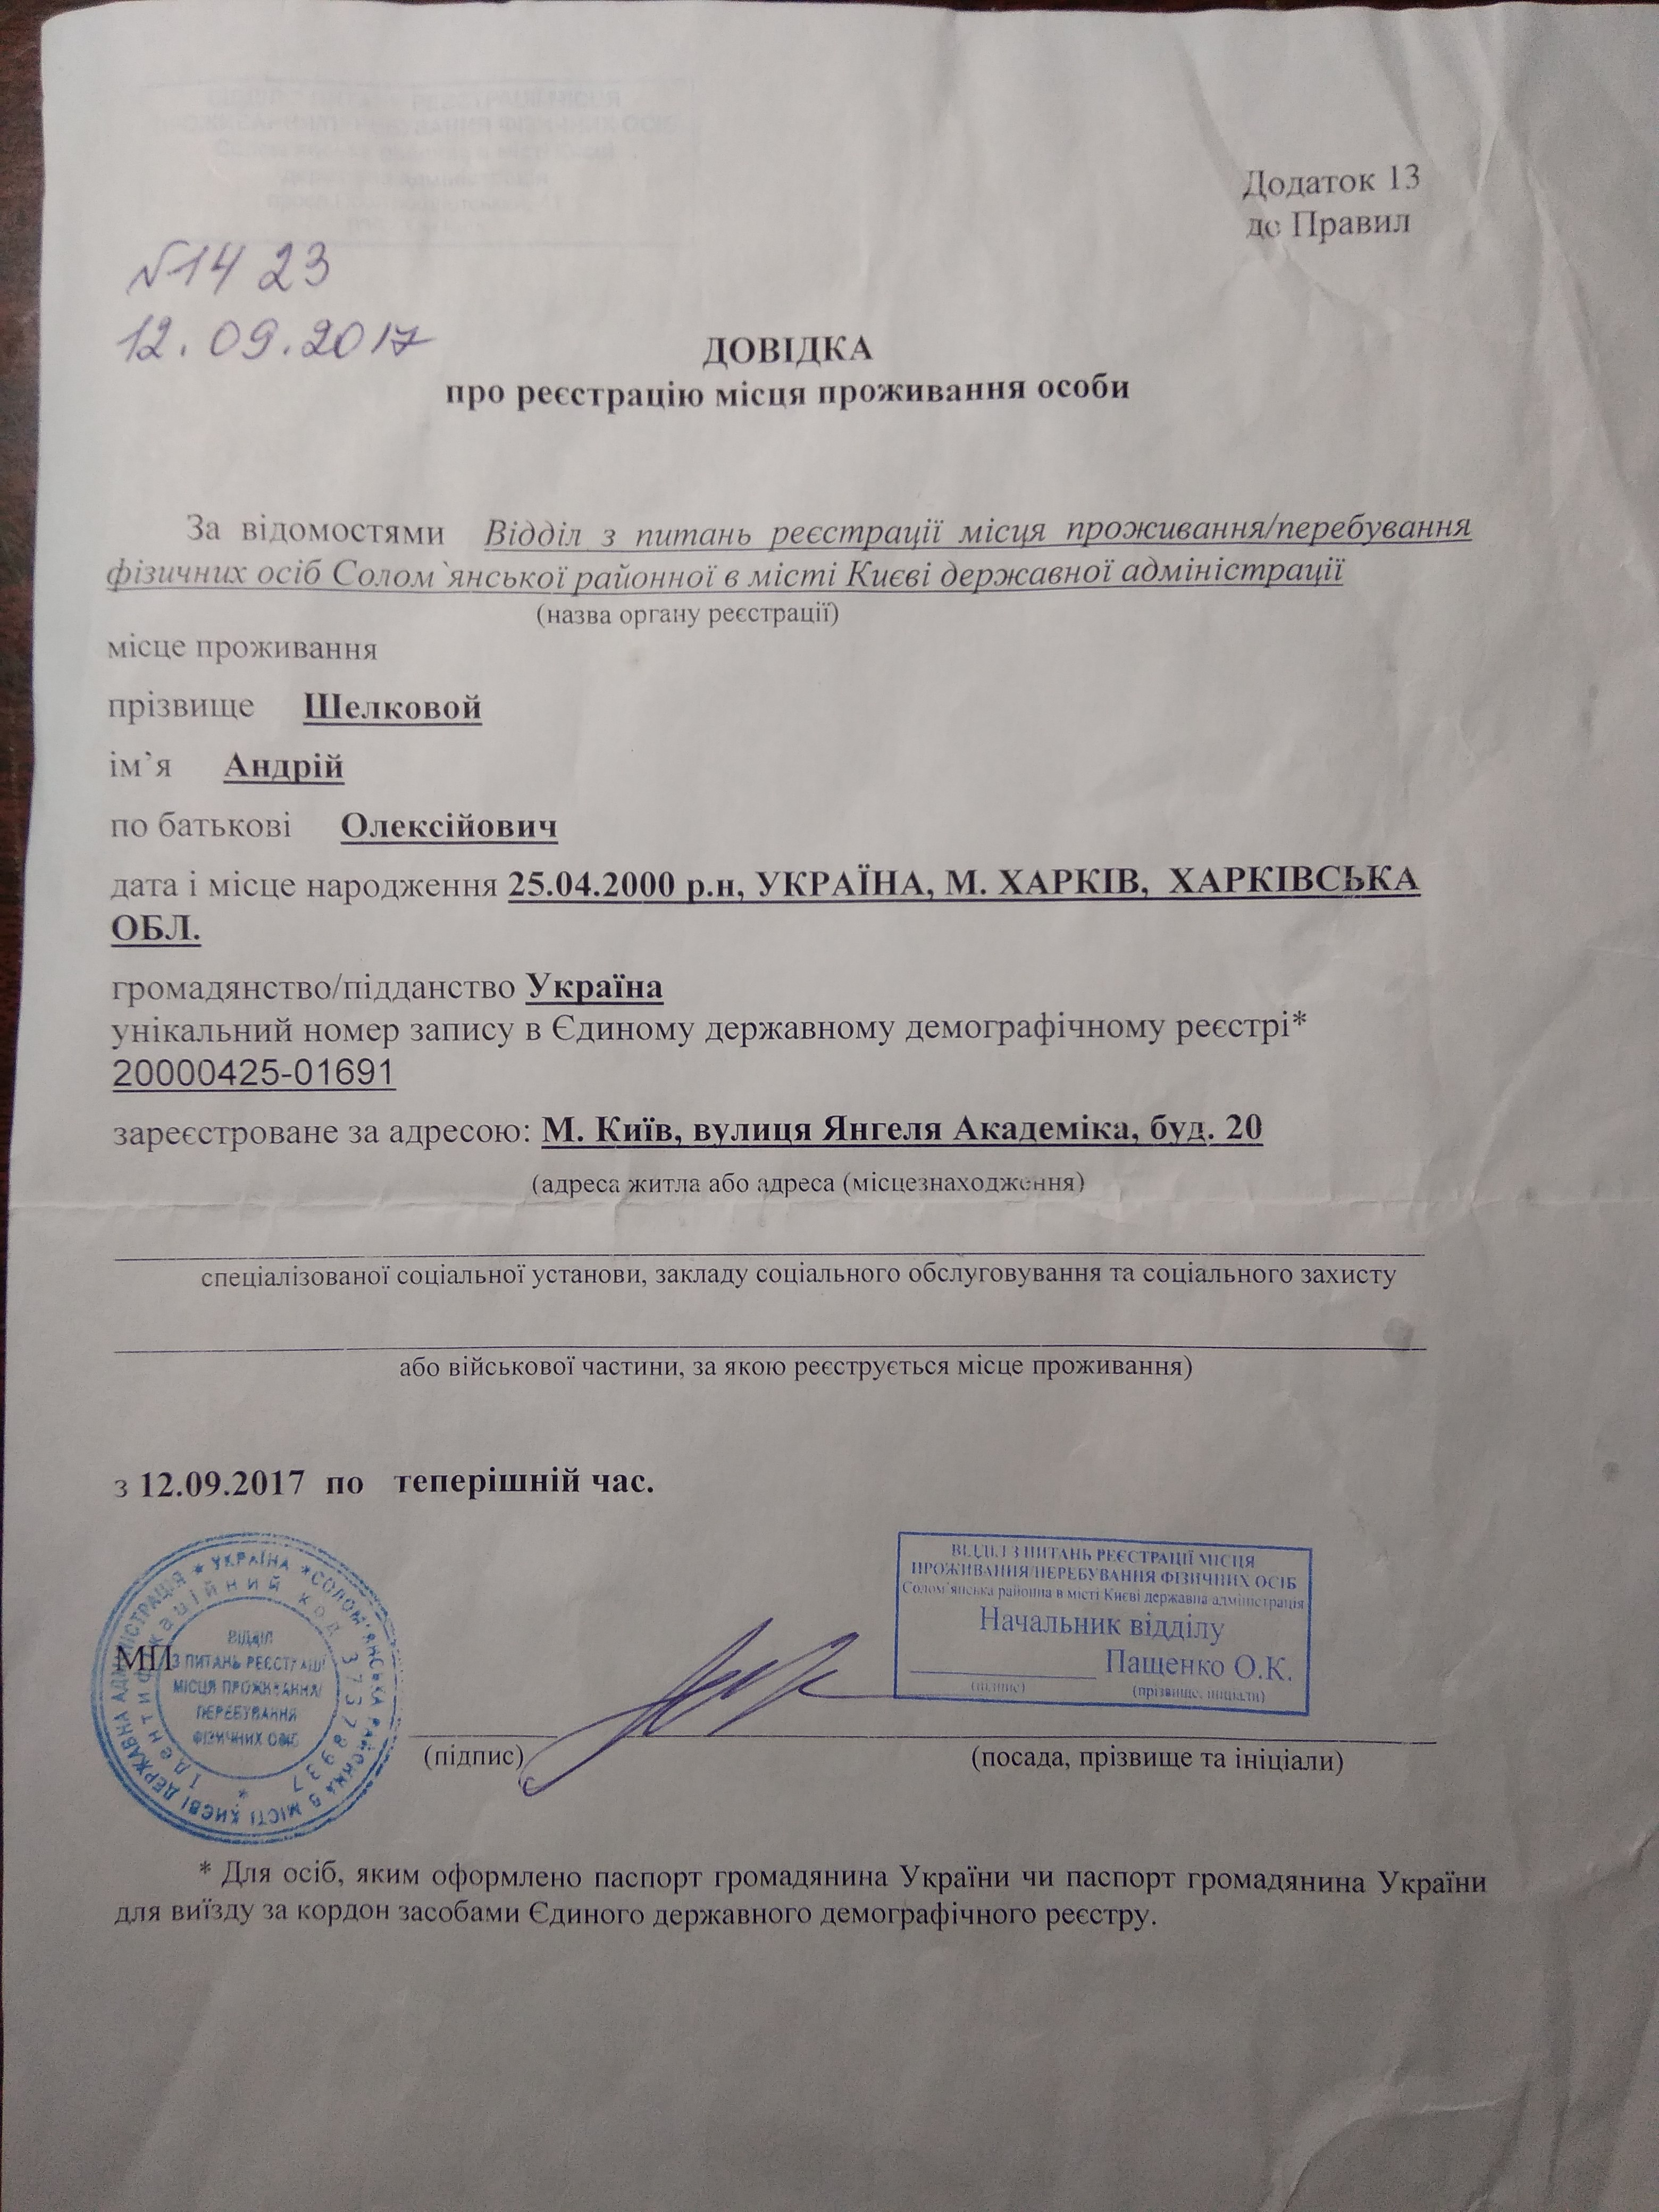 Додаток 13
до Правил
№1423
12.09.2017
ДОВІДКА
про реєстрацію місця проживання особи
За відомостями Відділ з питань реєстрації місця проживання/перебування
фізичних осіб Солом`янської районної в місті Києві державної адміністрації
(назва органу реєстрації)
місце проживання
прізвище Шелковой
ім`я Андрій
по батькові Олексійович
дата і місце народження 25.04.2000 р.н, УКРАЇНА, М. ХАРКІВ, ХАРКІВСЬКА
ОБЛ.
громадянство/підданство Україна
унікальний номер запису в Єдиному державному демографічному реєстрі*
20000425-01691
зареєстроване за адресою: М. Київ, вулиця Янгеля Академіка, буд. 20
(адреса житла або адреса (місцезнаходження)
спеціалізованої соціальної установи, закладу соціального обслуговування та соціального захисту
або військової частини, за якою реєструється місце проживання)
з 12.09.2017 по теперішній час.
УКРАЇНА * СОЛОМ'ЯНСЬКА РАЙОННА В МІСТІ КИЄВІ ДЕРЖАВНА АДМІНІСТРАЦІЯ *
Ідентифікаційний код 37378937 *
ВІДДІЛ
З ПИТАНЬ РЕЄСТРАЦІЇ
МІСЦЯ ПРОЖИВАННЯ/
ПЕРЕБУВАННЯ
ФІЗИЧНИХ ОСІБ
МП
ВІДДІЛ З ПИТАНЬ РЕЄСТРАЦІЇ МІСЦЯ
ПРОЖИВАННЯ/ПЕРЕБУВАННЯ ФІЗИЧНИХ ОСІБ
Солом'янська районна в місті Києві державна адміністрація
Начальник відділу
Пащенко О.К.
(підпис) (прізвище, ініціали)
(підпис) (посада, прізвище та ініціали)
* Для осіб, яким оформлено паспорт громадянина України чи паспорт громадянина України
для виїзду за кордон засобами Єдиного державного демографічного реєстру.